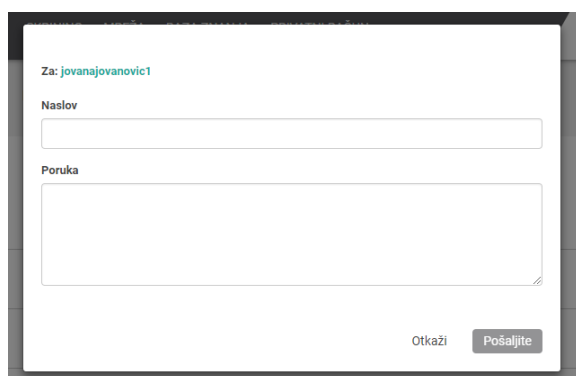 Za: jovanajovanovic1
Naslov
Poruka
Otkaži
Pošaljite